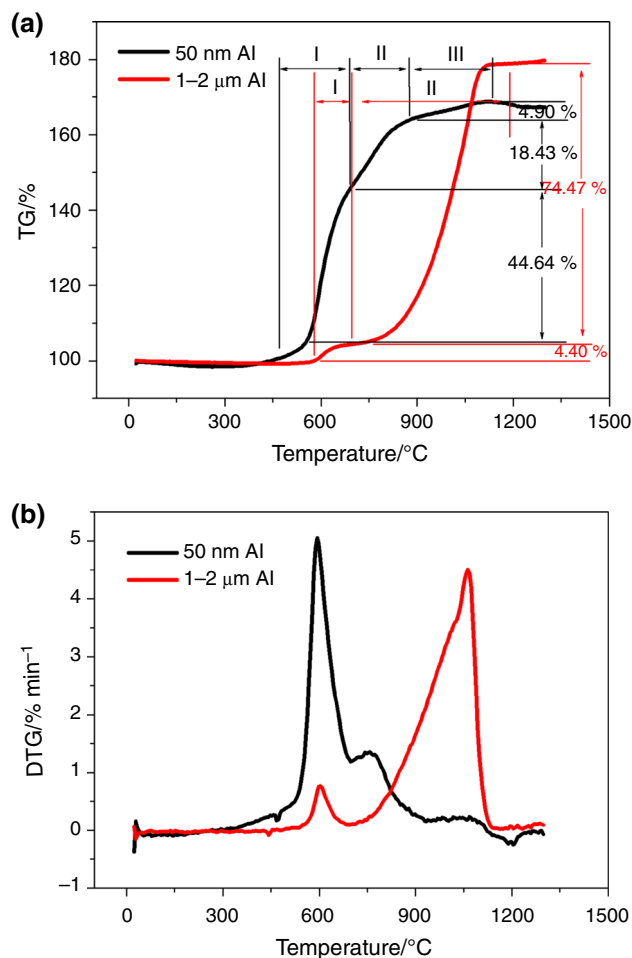 (a)
180
160
140
120
100
TG/%
50 nm Al
1–2 μm Al
I
II
III
I
II
4.90 %
18.43 %
74.47 %
44.64 %
4.40 %
0
300
600
900
1200
1500
Temperature/°C
(b)
5
4
3
2
1
0
–1
DTG/% min⁻¹
50 nm Al
1–2 μm Al
0
300
600
900
1200
1500
Temperature/°C